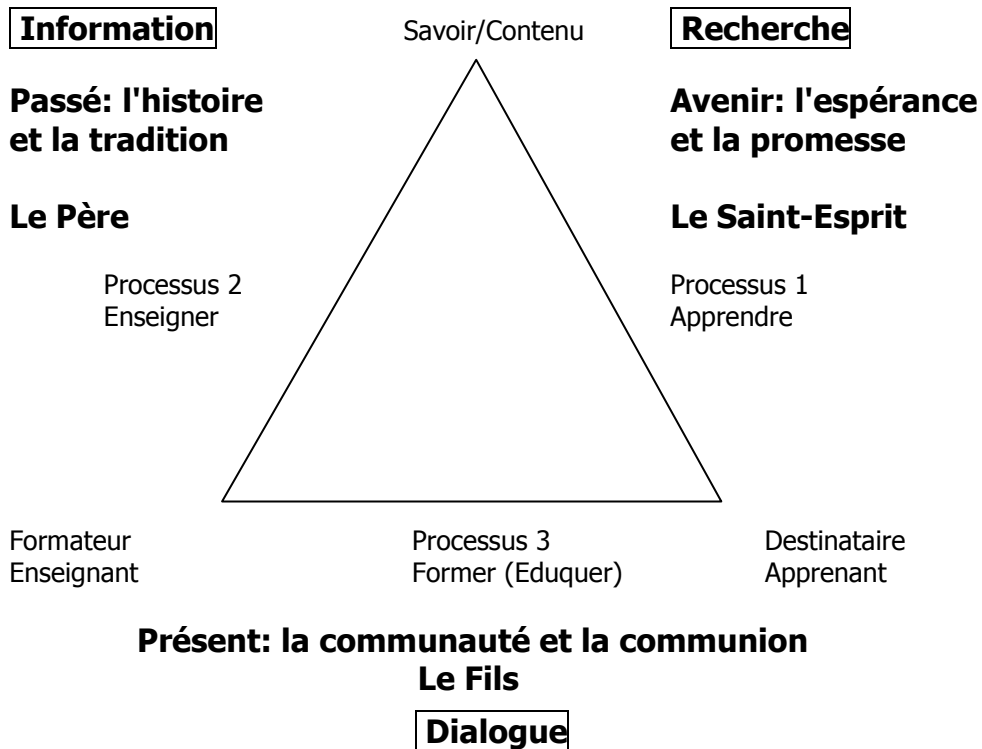 Information
Savoir/Contenu
Recherche
Passé: l'histoire
et la tradition
Avenir: l'espérance
et la promesse
Le Père
Le Saint-Esprit
Processus 2
Enseigner
Processus 1
Apprendre
Formateur
Enseignant
Processus 3
Former (Eduquer)
Destinataire
Apprenant
Présent: la communauté et la communion
Le Fils
Dialogue